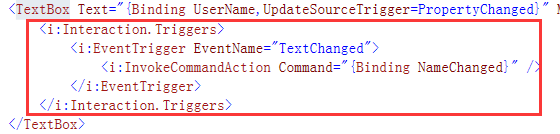 <TextBox Text="{Binding UserName,UpdateSourceTrigger=PropertyChanged}"
<i:Interaction.Triggers>
<i:EventTrigger EventName="TextChanged">
<i:InvokeCommandAction Command="{Binding NameChanged}" />
</i:EventTrigger>
</i:Interaction.Triggers>
</TextBox>